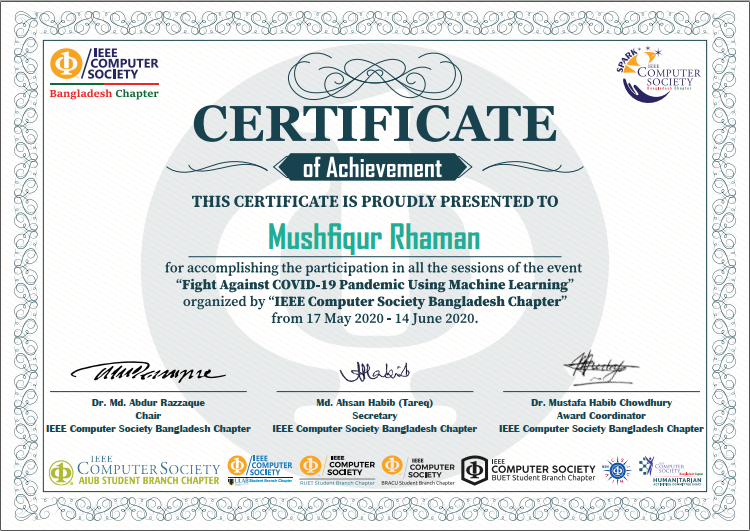 IEEE
COMPUTER
SOCIETY
Bangladesh Chapter
SPARK
IEEE
COMPUTER
SOCIETY
Bangladesh Chapter
CERTIFICATE
of Achievement
THIS CERTIFICATE IS PROUDLY PRESENTED TO
Mushfiqur Rhaman
for accomplishing the participation in all the sessions of the event
“Fight Against COVID-19 Pandemic Using Machine Learning”
organized by “IEEE Computer Society Bangladesh Chapter”
from 17 May 2020 - 14 June 2020.
Dr. Md. Abdur Razzaque
Chair
IEEE Computer Society Bangladesh Chapter
Md. Ahsan Habib (Tareq)
Secretary
IEEE Computer Society Bangladesh Chapter
Dr. Mustafa Habib Chowdhury
Award Coordinator
IEEE Computer Society Bangladesh Chapter
IEEE
COMPUTER SOCIETY
AIUB STUDENT BRANCH CHAPTER
IEEE
COMPUTER
SOCIETY
ULAB Student Branch Chapter
IEEE
COMPUTER
SOCIETY
RUET Student Branch Chapter
IEEE
COMPUTER
SOCIETY
BRACU Student Branch Chapter
IEEE
COMPUTER SOCIETY
BUET Student Branch Chapter
IEEE
COMPUTER
SOCIETY
HUMANITARIAN